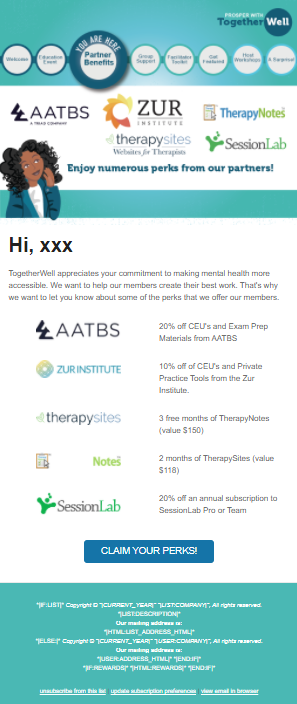 PROSPER WITH
TogetherWell
YOU ARE HERE
Welcome
Education Event
Partner Benefits
Group Support
Facilitator Toolkit
Get Featured
Host Workshops
A Surprise!
AATBS
A TRIAD COMPANY
ZUR
INSTITUTE
TherapyNotes
therapysites
Websites for Therapists
SessionLab
Enjoy numerous perks from our partners!
Hi, xxx
TogetherWell appreciates your commitment to making mental health more
accessible. We want to help our members create their best work. That's why
we want to let you know about some of the perks that we offer our members.
AATBS
20% off CEU's and Exam Prep
Materials from AATBS
ZUR INSTITUTE
10% of CEU's and Private
Practice Tools from the Zur
Institute.
therapysites
3 free months of TherapyNotes
(value $150)
Notes
2 months of TherapySites (value
$118)
SessionLab
20% off an annual subscription to
SessionLab Pro or Team
CLAIM YOUR PERKS!
*|IF:LIST|* Copyright © *|CURRENT_YEAR|* *|LIST:COMPANY|*, All rights reserved.
*|LIST:DESCRIPTION|*
Our mailing address is:
*|HTML:LIST_ADDRESS_HTML|*
*|ELSE:|* Copyright © *|CURRENT_YEAR|* *|USER:COMPANY|*, All rights reserved.
Our mailing address is:
*|USER:ADDRESS_HTML|* *|END:IF|*
*|IF:REWARDS|* *|HTML:REWARDS|* *|END:IF|*
unsubscribe from this list update subscription preferences view email in browser